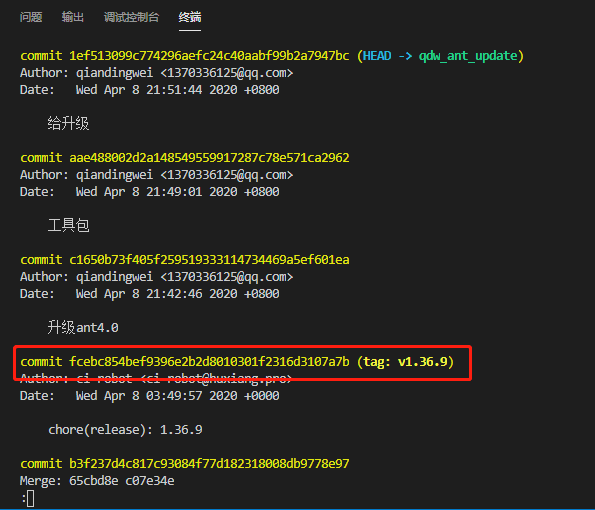 问题 输出 调试控制台 终端
commit 1ef513099c774296aefc24c40aabf99b2a7947bc (HEAD -> qdw_ant_update)
Author: qiandingwei <1370336125@qq.com>
Date:   Wed Apr 8 21:51:44 2020 +0800
给升级
commit aae488002d2a148549559917287c78e571ca2962
Author: qiandingwei <1370336125@qq.com>
Date:   Wed Apr 8 21:49:01 2020 +0800
工具包
commit c1650b73f405f259519333114734469a5ef601ea
Author: qiandingwei <1370336125@qq.com>
Date:   Wed Apr 8 21:42:46 2020 +0800
升级ant4.0
commit fcebc854bef9396e2b2d8010301f2316d3107a7b (tag: v1.36.9)
Author: ci-robot <ci-robot@huxiang.pro>
Date:   Wed Apr 8 03:49:57 2020 +0000
chore(release): 1.36.9
commit b3f237d4c817c93084f77d182318008db9778e97
Merge: 65cbd8e c07e34e
: